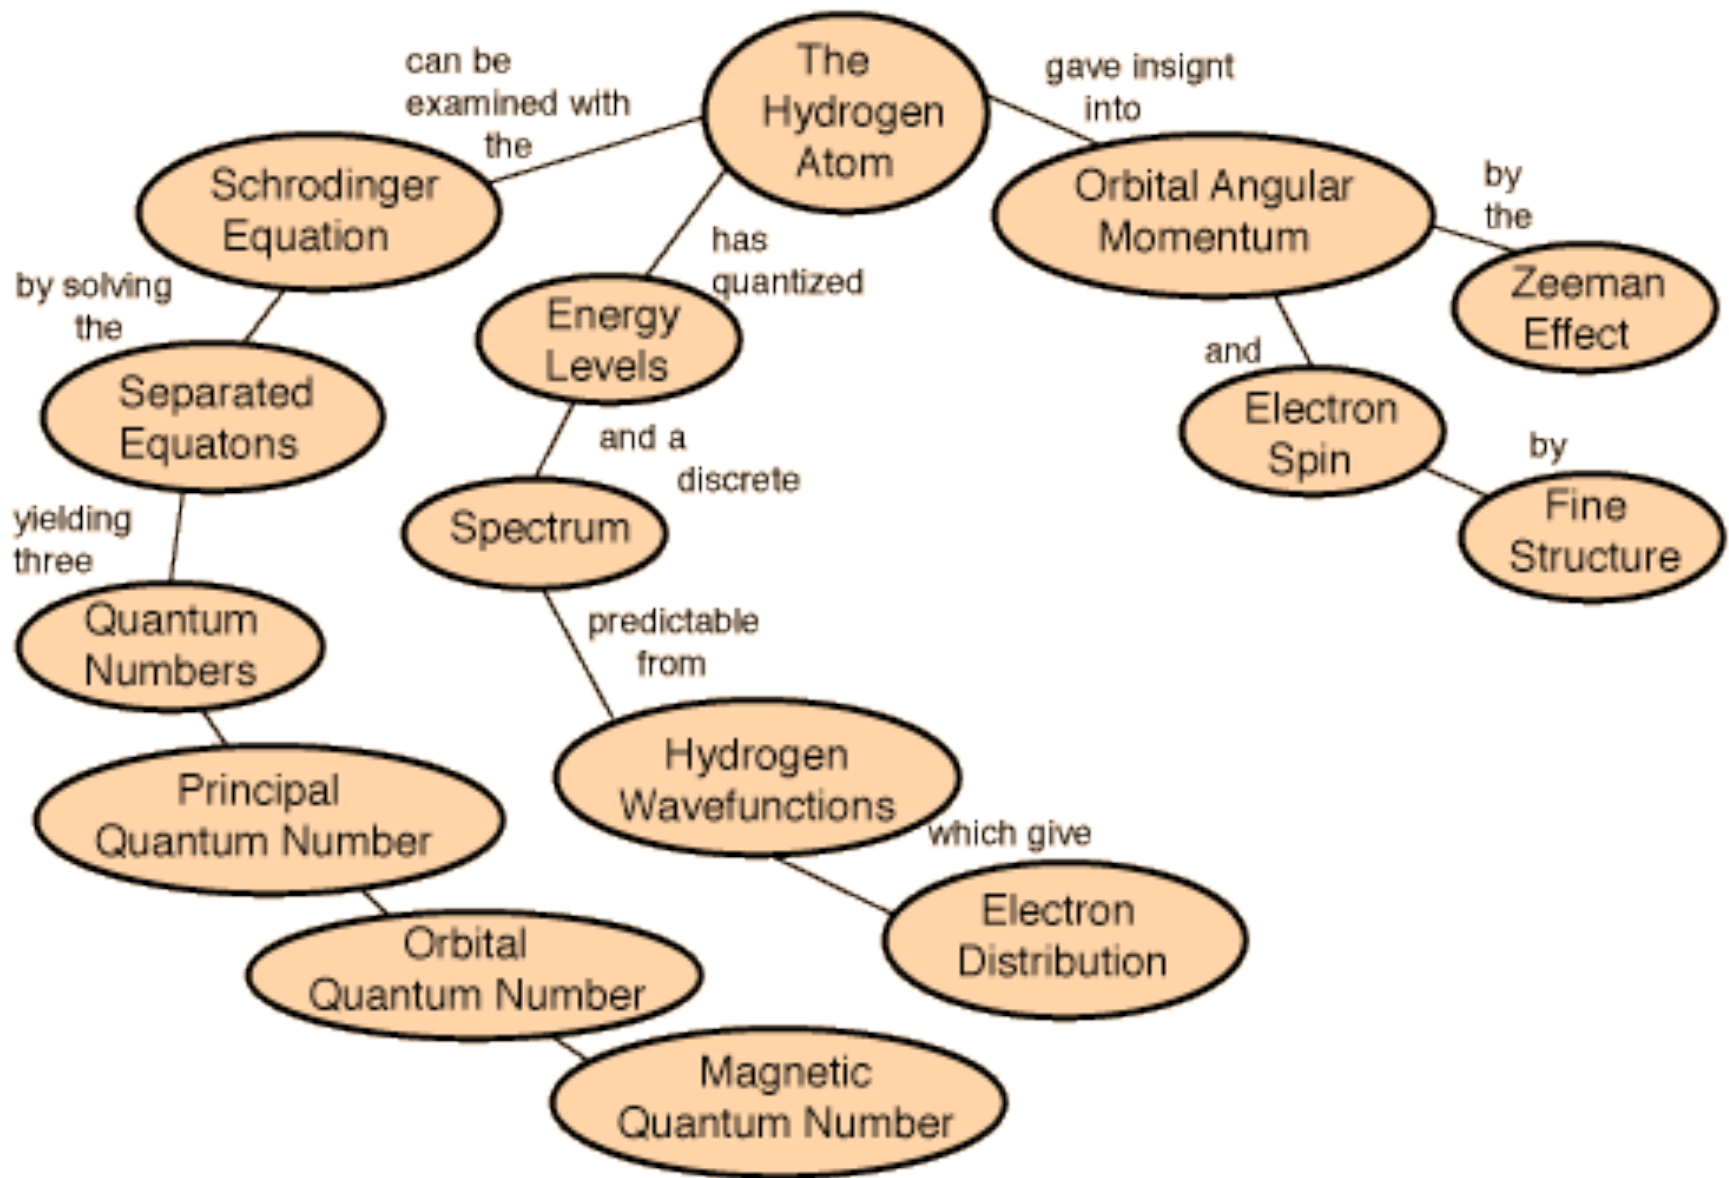 The
Hydrogen
Atom
can be
examined with
the
Schrodinger
Equation
by solving
the
Separated
Equatons
yielding
three
Quantum
Numbers
Principal
Quantum Number
Orbital
Quantum Number
Magnetic
Quantum Number
has
quantized
Energy
Levels
and a
discrete
Spectrum
predictable
from
Hydrogen
Wavefunctions
which give
Electron
Distribution
gave insignt
into
Orbital Angular
Momentum
by
the
Zeeman
Effect
and
Electron
Spin
by
Fine
Structure